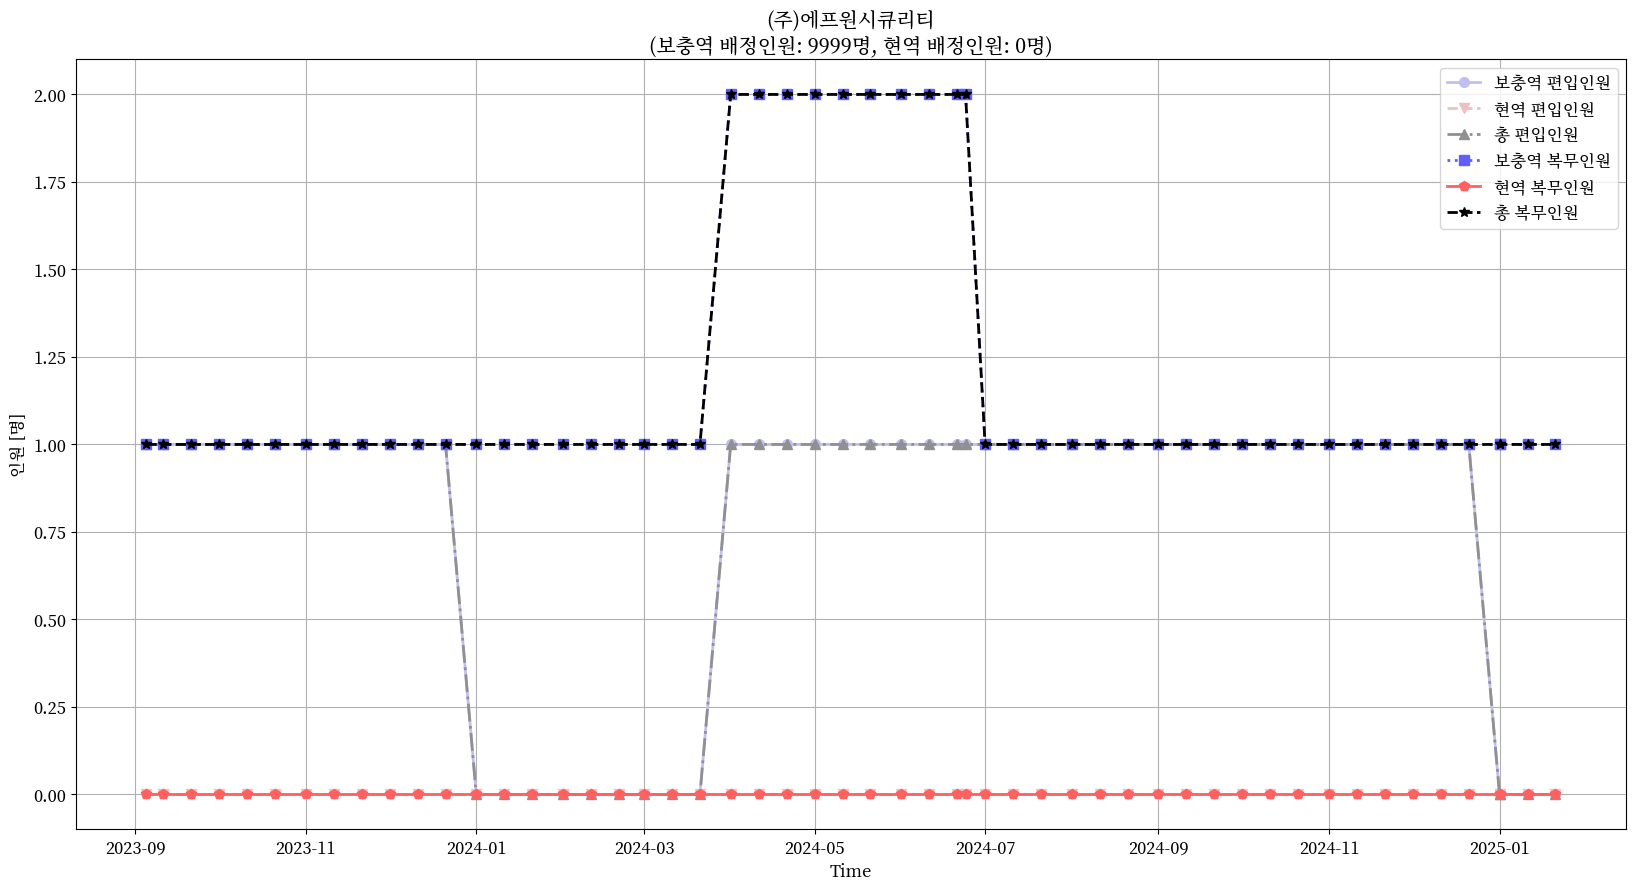 (주)에프원시큐리티
(보충역 배정인원: 9999명, 현역 배정인원: 0명)
보충역 편입인원
현역 편입인원
총 편입인원
보충역 복무인원
현역 복무인원
총 복무인원
2.00
1.75
1.50
1.25
1.00
0.75
0.50
0.25
0.00
인원 [명]
2023-09 2023-11 2024-01 2024-03 2024-05 2024-07 2024-09 2024-11 2025-01
Time